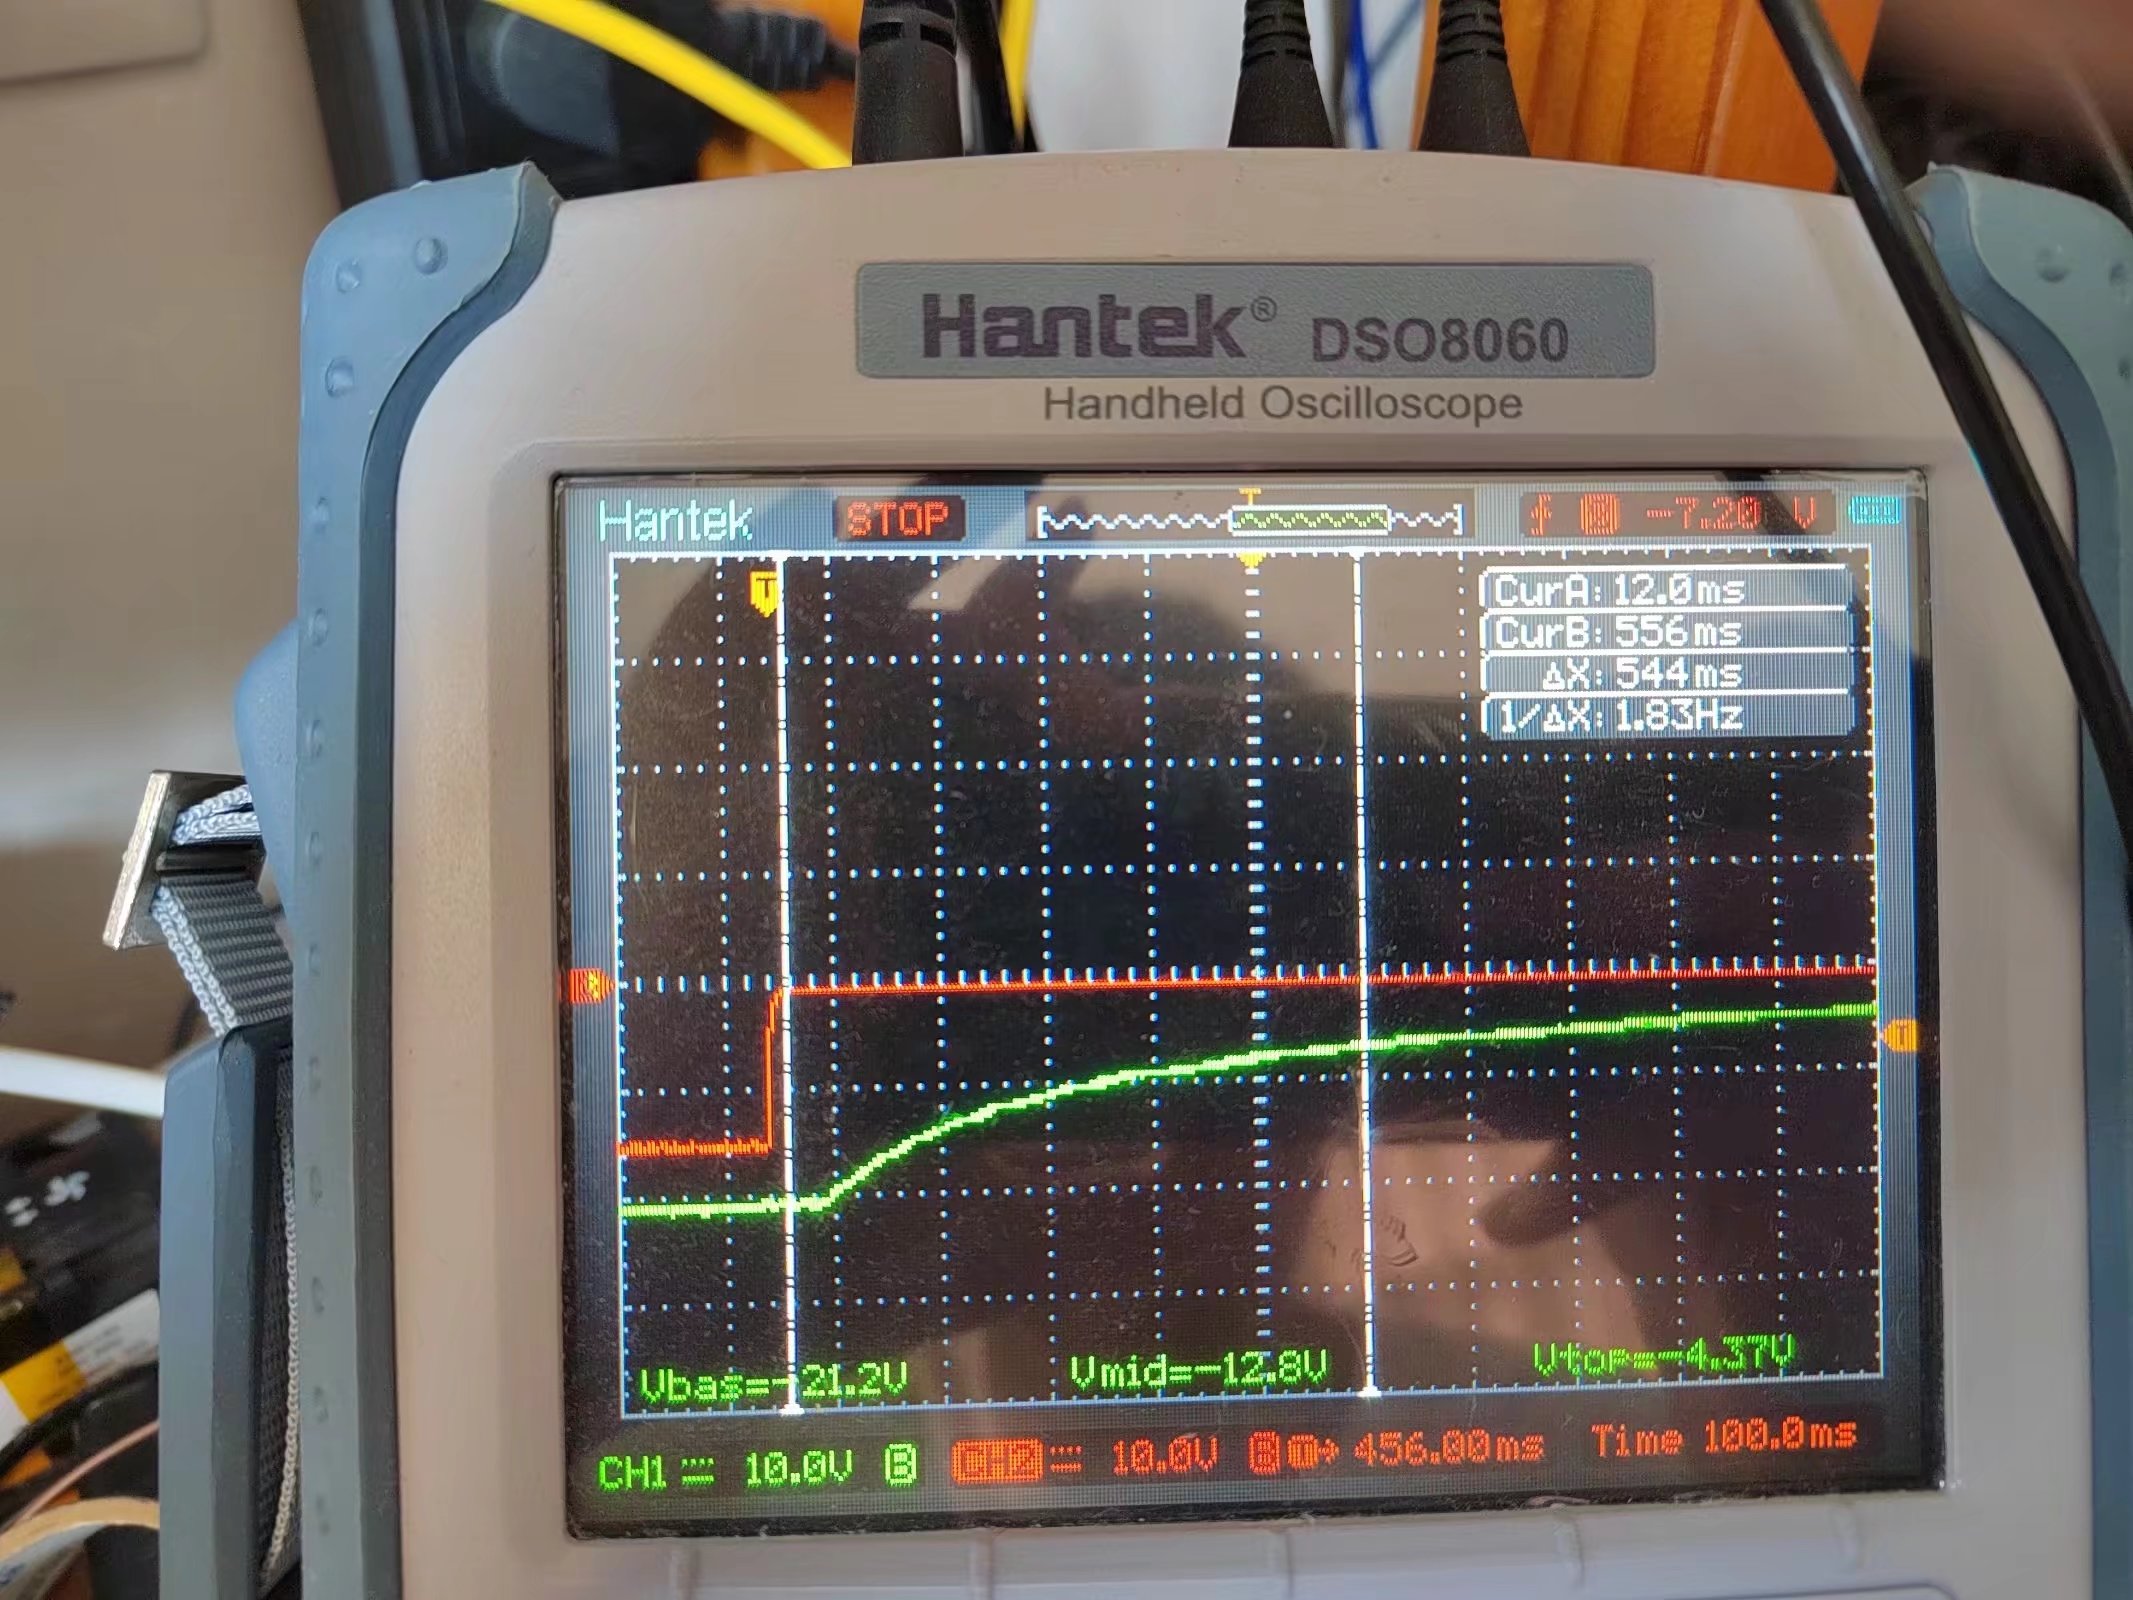 Hantek® DSO8060
Handheld Oscilloscope
Hantek STOP T -7.20 V
T
CurA: 12.0ms
CurB: 556ms
ΔX: 544ms
1/ΔX: 1.83Hz
Vbas=-21.2V Vmid=-12.8V Vtop=-4.37V
CH1 10.0V B CH2 10.0V B 456.00ms Time 100.0ms